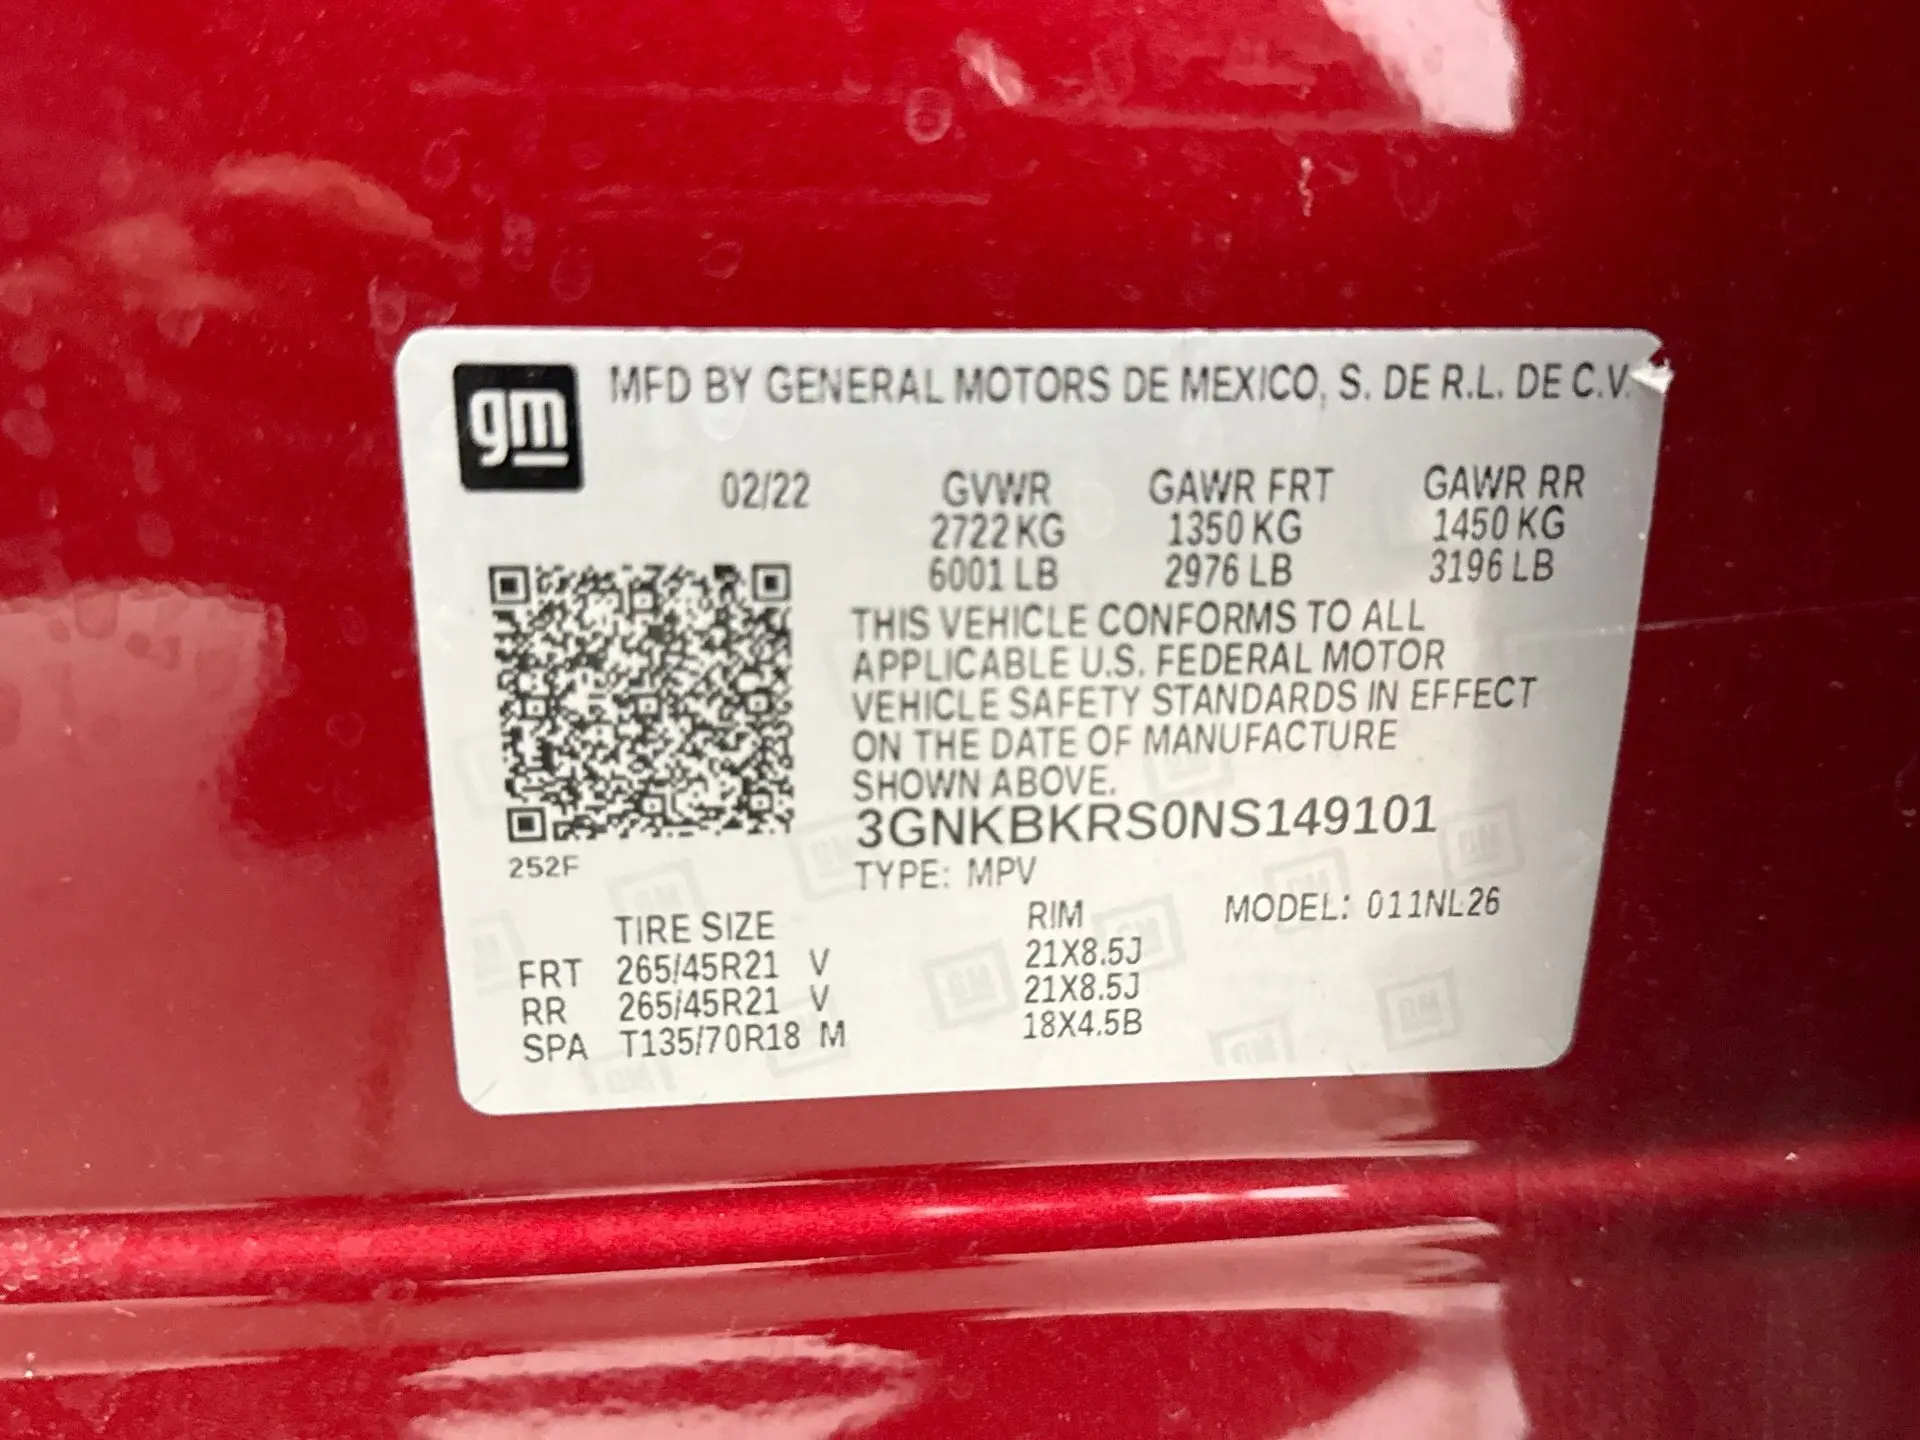 gm MFD BY GENERAL MOTORS DE MEXICO, S. DE R.L. DE C.V.
02/22 GVWR GAWR FRT GAWR RR
2722 KG 1350 KG 1450 KG
6001 LB 2976 LB 3196 LB
THIS VEHICLE CONFORMS TO ALL
APPLICABLE U.S. FEDERAL MOTOR
VEHICLE SAFETY STANDARDS IN EFFECT
ON THE DATE OF MANUFACTURE
SHOWN ABOVE.
3GNKBKRS0NS149101
252F TYPE: MPV
TIRE SIZE RIM MODEL: 011NL26
FRT 265/45R21 V 21X8.5J
RR 265/45R21 V 21X8.5J
SPA T135/70R18 M 18X4.5B